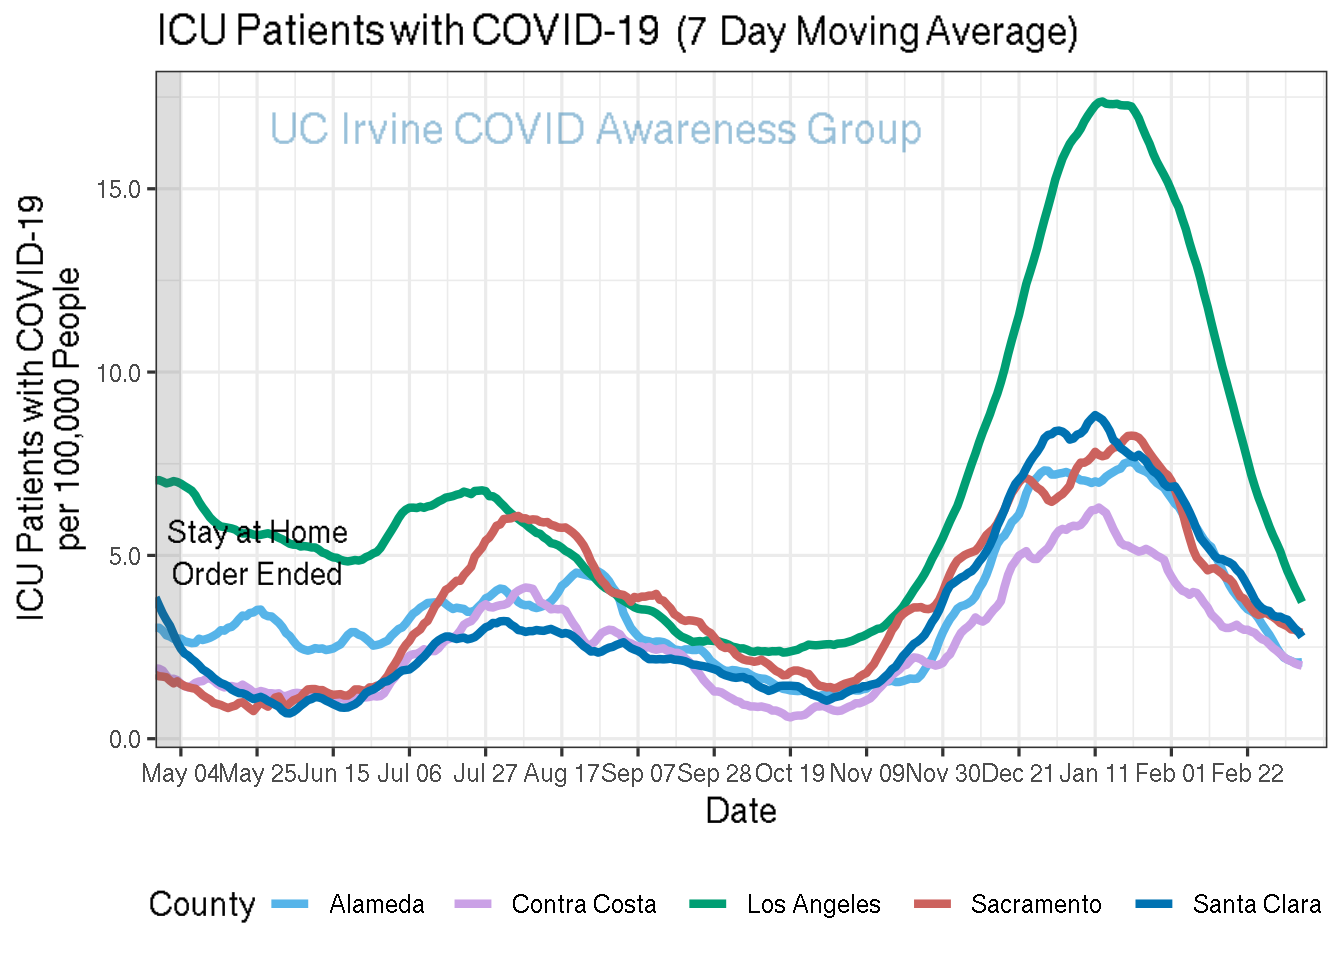 ICU Patients with COVID-19 (7 Day Moving Average)
UC Irvine COVID Awareness Group
ICU Patients with COVID-19
per 100,000 People
15.0
10.0
5.0
0.0
Stay at Home
Order Ended
May 04 May 25 Jun 15 Jul 06 Jul 27 Aug 17 Sep 07 Sep 28 Oct 19 Nov 09 Nov 30 Dec 21 Jan 11 Feb 01 Feb 22
Date
County Alameda Contra Costa Los Angeles Sacramento Santa Clara